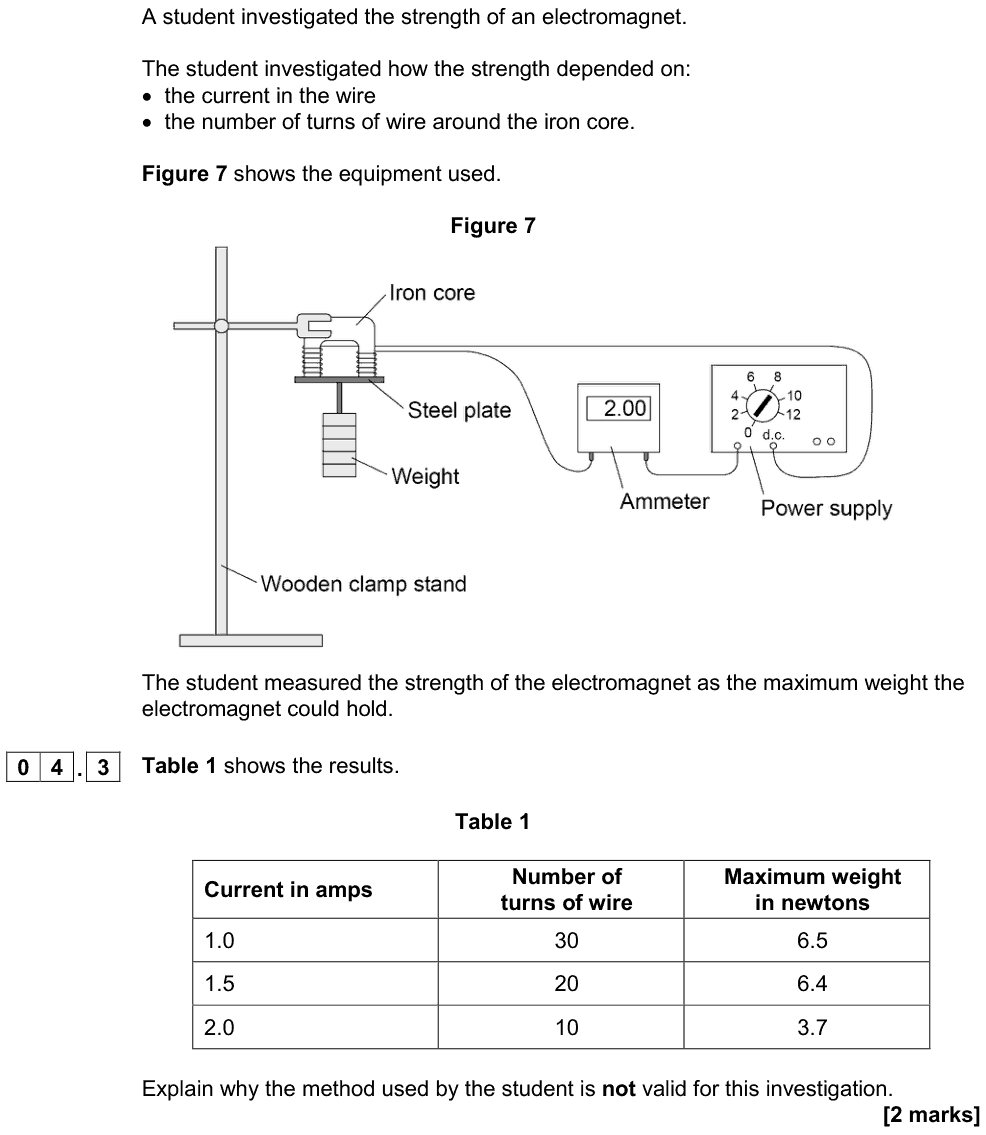 A student investigated the strength of an electromagnet.
The student investigated how the strength depended on:
• the current in the wire
• the number of turns of wire around the iron core.
Figure 7 shows the equipment used.
Figure 7
Iron core
Steel plate
Weight
Wooden clamp stand
2.00
Ammeter
6 8
4 10
2 12
0 d.c.
Power supply
The student measured the strength of the electromagnet as the maximum weight the
electromagnet could hold.
0 4 . 3 Table 1 shows the results.
Table 1
Current in amps
Number of
turns of wire
Maximum weight
in newtons
1.0 30 6.5
1.5 20 6.4
2.0 10 3.7
Explain why the method used by the student is not valid for this investigation.
[2 marks]